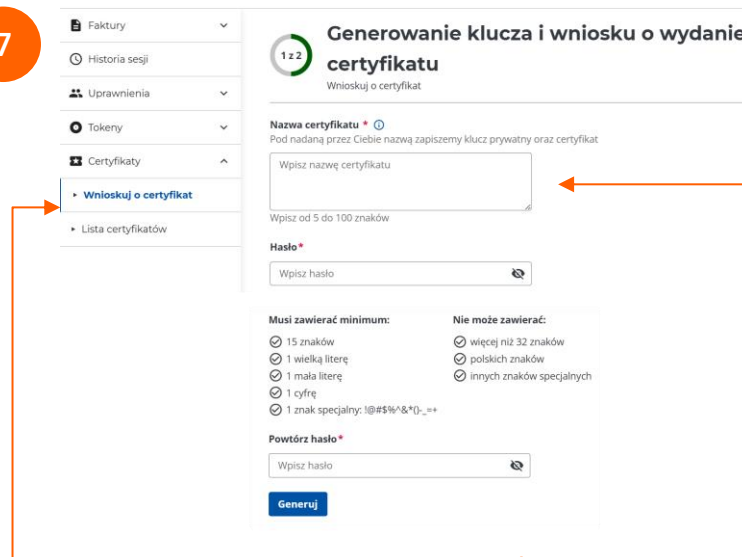 7
Faktury
Historia sesji
Uprawnienia
Tokeny
Certyfikaty
Wnioskuj o certyfikat
Lista certyfikatów
1 z 2
Generowanie klucza i wniosku o wydanie
certyfikatu
Wnioskuj o certyfikat
Nazwa certyfikatu *
Pod nadaną przez Ciebie nazwą zapiszemy klucz prywatny oraz certyfikat
Wpisz nazwę certyfikatu
Wpisz od 5 do 100 znaków
Hasło*
Wpisz hasło
Musi zawierać minimum:
15 znaków
1 wielką literę
1 mała literę
1 cyfrę
1 znak specjalny: !@#$%^&*()-_=+
Nie może zawierać:
więcej niż 32 znaków
polskich znaków
innych znaków specjalnych
Powtórz hasło*
Wpisz hasło
Generuj